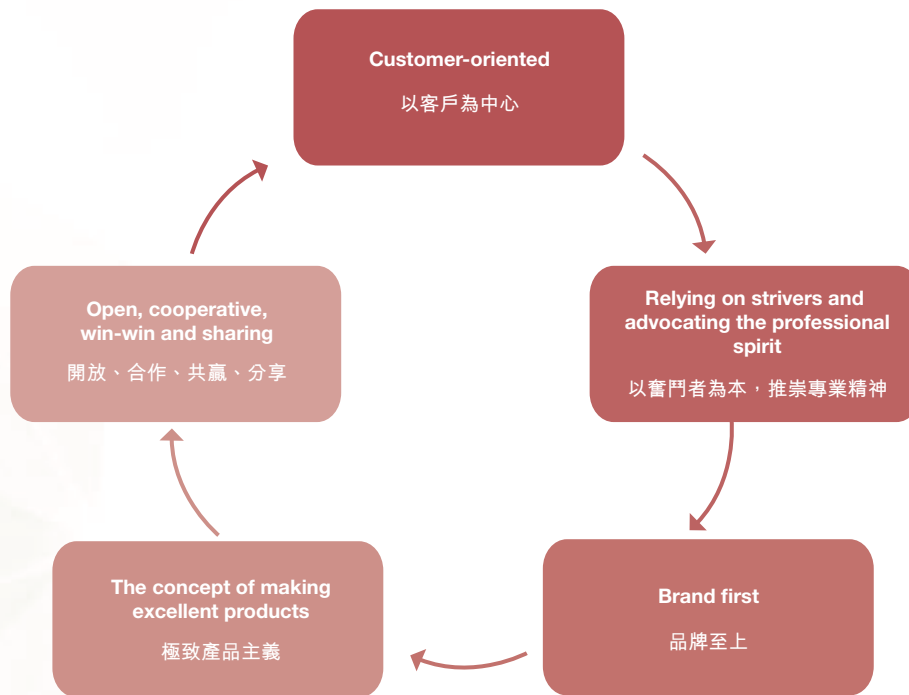 Customer-oriented
以客戶為中心
Relying on strivers and
advocating the professional
spirit
以奮鬥者為本，推崇專業精神
Brand first
品牌至上
The concept of making
excellent products
極致產品主義
Open, cooperative,
win-win and sharing
開放、合作、共贏、分享